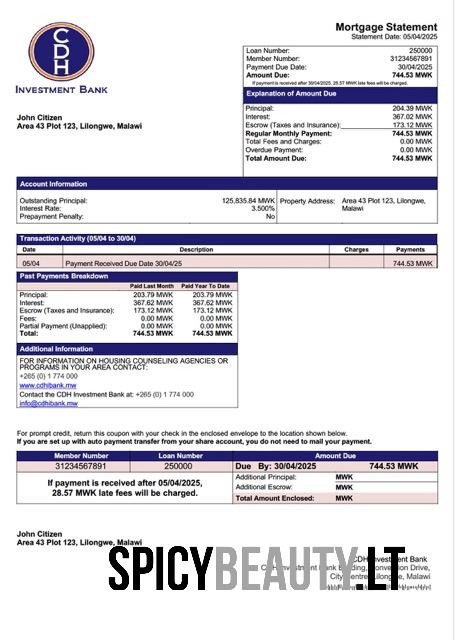 CDH
INVESTMENT BANK
Mortgage Statement
Statement Date: 05/04/2025
Loan Number: 250000
Member Number: 31234567891
Payment Due Date: 30/04/2025
Amount Due: 744.53 MWK
If payment is received after 30/04/2025, 28.57 MWK late fees will be charged.
Explanation of Amount Due
Principal: 204.39 MWK
Interest: 367.02 MWK
Escrow (Taxes and Insurance): 173.12 MWK
Regular Monthly Payment: 744.53 MWK
Total Fees and Charges: 0.00 MWK
Overdue Payment: 0.00 MWK
Total Amount Due: 744.53 MWK
John Citizen
Area 43 Plot 123, Lilongwe, Malawi
Account Information
Outstanding Principal: 125,835.84 MWK
Interest Rate: 3.500%
Prepayment Penalty: No
Property Address: Area 43 Plot 123, Lilongwe,
Malawi
Transaction Activity (05/04 to 30/04)
Date Description Charges Payments
05/04 Payment Received Due Date 30/04/25 744.53 MWK
Past Payments Breakdown
Paid Last Month Paid Year To Date
Principal: 203.79 MWK 203.79 MWK
Interest: 367.62 MWK 367.62 MWK
Escrow (Taxes and Insurance): 173.12 MWK 173.12 MWK
Fees: 0.00 MWK 0.00 MWK
Partial Payment (Unapplied): 0.00 MWK 0.00 MWK
Total: 744.53 MWK 744.53 MWK
Additional Information
FOR INFORMATION ON HOUSING COUNSELING AGENCIES OR
PROGRAMS IN YOUR AREA CONTACT:
+265 (0) 1 774 000
www.cdhibank.mw
Contact the CDH Investment Bank at: +265 (0) 1 774 000
info@cdhibank.mw
For prompt credit, return this coupon with your check in the enclosed envelope to the location shown below.
If you are set up with auto payment transfer from your share account, you do not need to mail your payment.
Member Number Loan Number Amount Due
31234567891 250000 Due By: 30/04/2025 744.53 MWK
If payment is received after 05/04/2025,
28.57 MWK late fees will be charged.
Additional Principal: MWK
Additional Escrow: MWK
Total Amount Enclosed: MWK
John Citizen
Area 43 Plot 123, Lilongwe, Malawi
CDH Investment Bank
CDH Investment Bank Drive,
City Centre, Lilongwe, Malawi
SPICYBEAUTY.LT